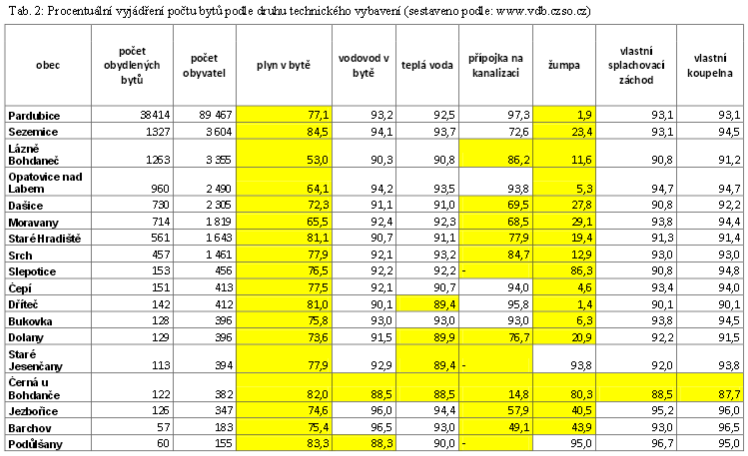 Tab. 2: Procentuální vyjádření počtu bytů podle druhu technického vybavení (sestaveno podle: www.vdb.czso.cz)
obec počet obydlených bytů počet obyvatel plyn v bytě vodovod v bytě teplá voda přípojka na kanalizaci žumpa vlastní splachovací záchod vlastní koupelna
Pardubice 38414 89 467 77,1 93,2 92,5 97,3 1,9 93,1 93,1
Sezemice 1327 3 604 84,5 94,1 93,7 72,6 23,4 93,1 94,5
Lázně
Bohdaneč 1263 3 355 53,0 90,3 90,8 86,2 11,6 90,8 91,2
Opatovice nad
Labem 960 2 490 64,1 94,2 93,5 93,8 5,3 94,7 94,7
Dašice 730 2 305 72,3 91,1 91,0 69,5 27,8 90,8 92,2
Moravany 714 1 819 65,5 92,4 92,3 68,5 29,1 93,8 94,4
Staré Hradiště 561 1 643 81,1 90,7 91,1 77,9 19,4 91,3 91,4
Srch 457 1 461 77,9 92,1 93,2 84,7 12,9 93,0 93,0
Slepotice 153 456 76,5 92,2 92,2 - 86,3 90,8 94,8
Čepí 151 413 77,5 92,1 90,7 94,0 4,6 93,4 94,0
Dříteč 142 412 81,0 90,1 89,4 95,8 1,4 90,1 90,1
Bukovka 128 396 75,8 93,0 93,0 93,0 6,3 93,8 94,5
Dolany 129 396 73,6 91,5 89,9 76,7 20,9 92,2 91,5
Staré
Jesenčany 113 394 77,9 92,9 89,4 - 93,8 92,0 93,8
Černá u
Bohdanče 122 382 82,0 88,5 88,5 14,8 80,3 88,5 87,7
Jezbořice 126 347 74,6 96,0 94,4 57,9 40,5 95,2 96,0
Barchov 57 183 75,4 96,5 93,0 49,1 43,9 93,0 96,5
Podůlšany 60 155 83,3 88,3 90,0 - 95,0 96,7 95,0